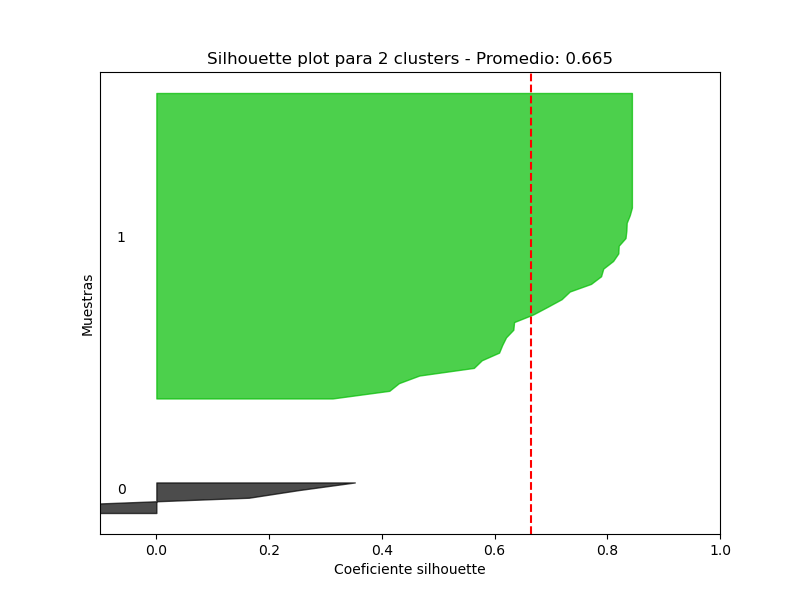 Silhouette plot para 2 clusters - Promedio: 0.665
1
Muestras
0
0.0 0.2 0.4 0.6 0.8 1.0
Coeficiente silhouette